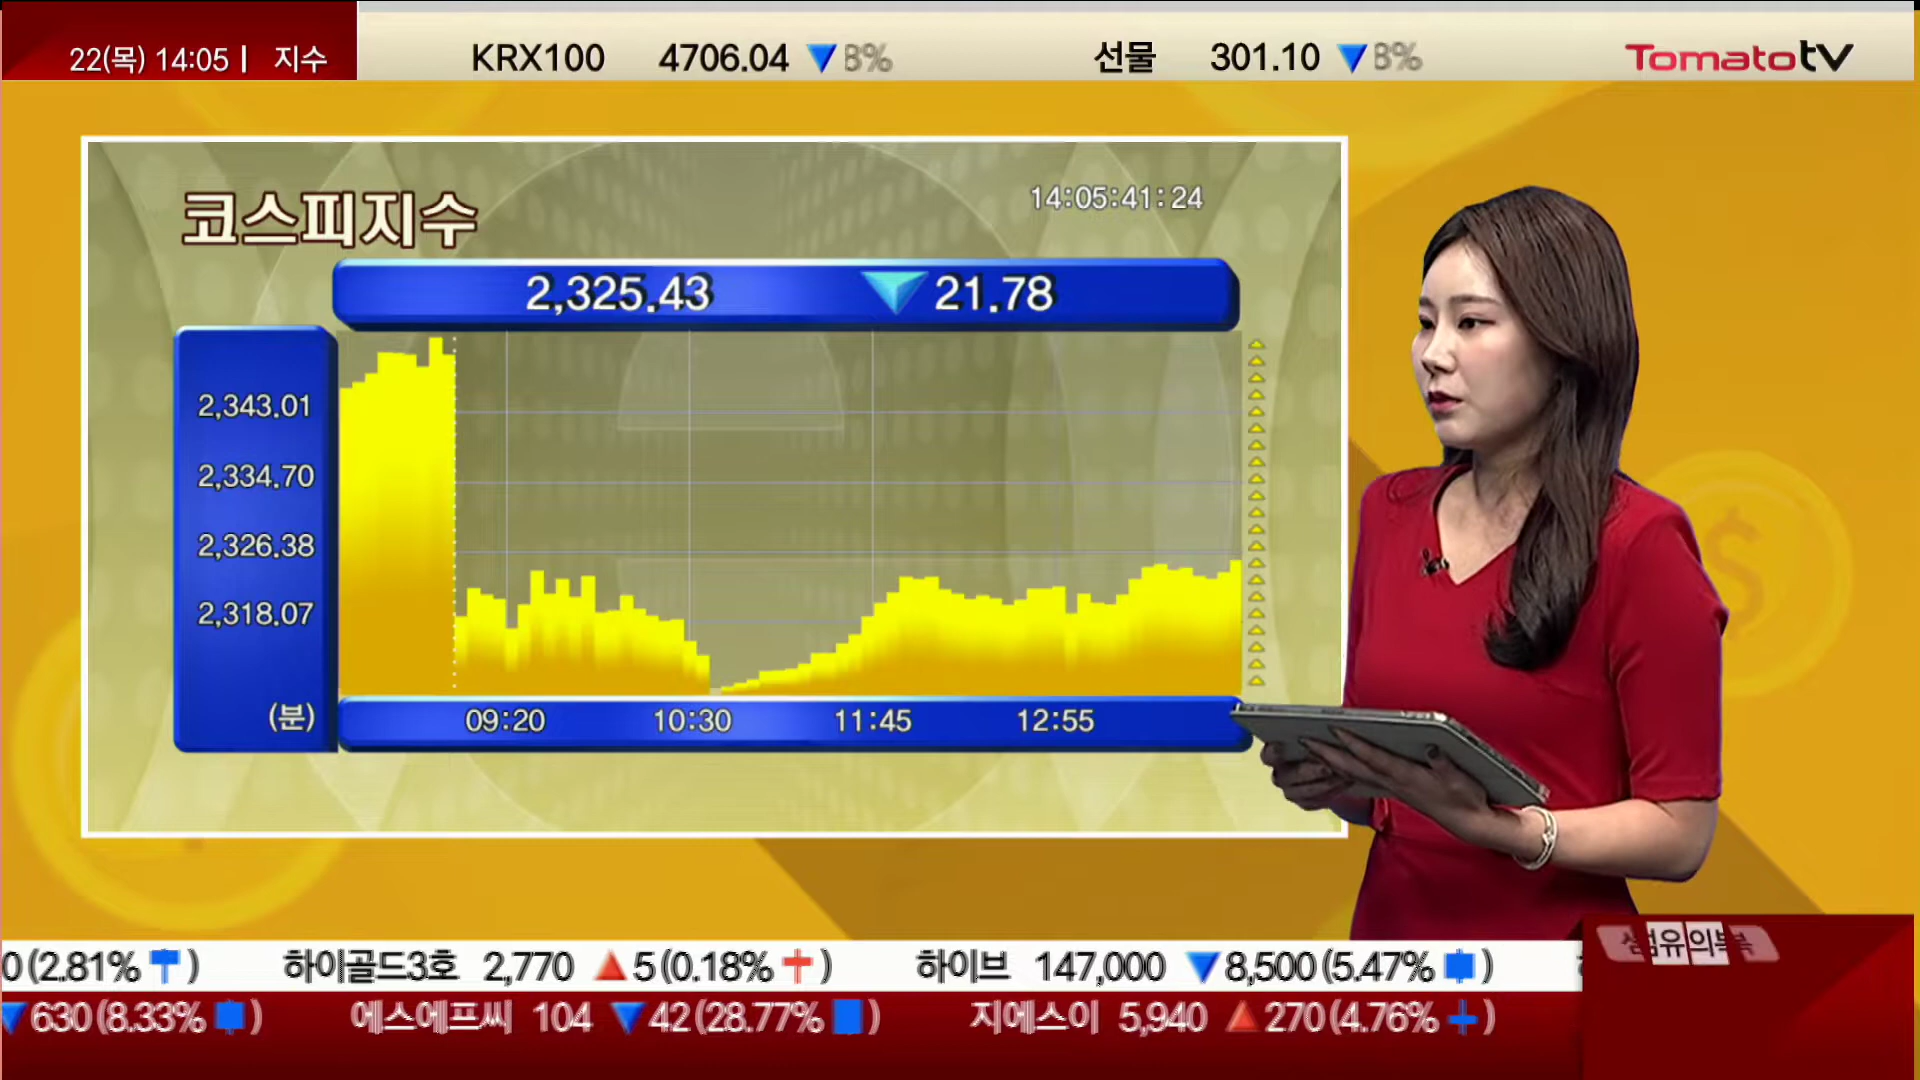 22(목) 14:05 | 지수 KRX100 4706.04 ▼ 선물 301.10 ▼ TomatoTV
코스피지수 14:05:41:24
2,325.43 ▼ 21.78
2,343.01
2,334.70
2,326.38
2,318.07
(분) 09:20 10:30 11:45 12:55
0(2.81% ) 하이골드3호 2,770 ▲ 5(0.18% ) 하이브 147,000 ▼ 8,500(5.47% )
▼ 630(8.33% ) 에스에프씨 104 ▼ 42(28.77% ) 지에스이 5,940 ▲ 270(4.76% )